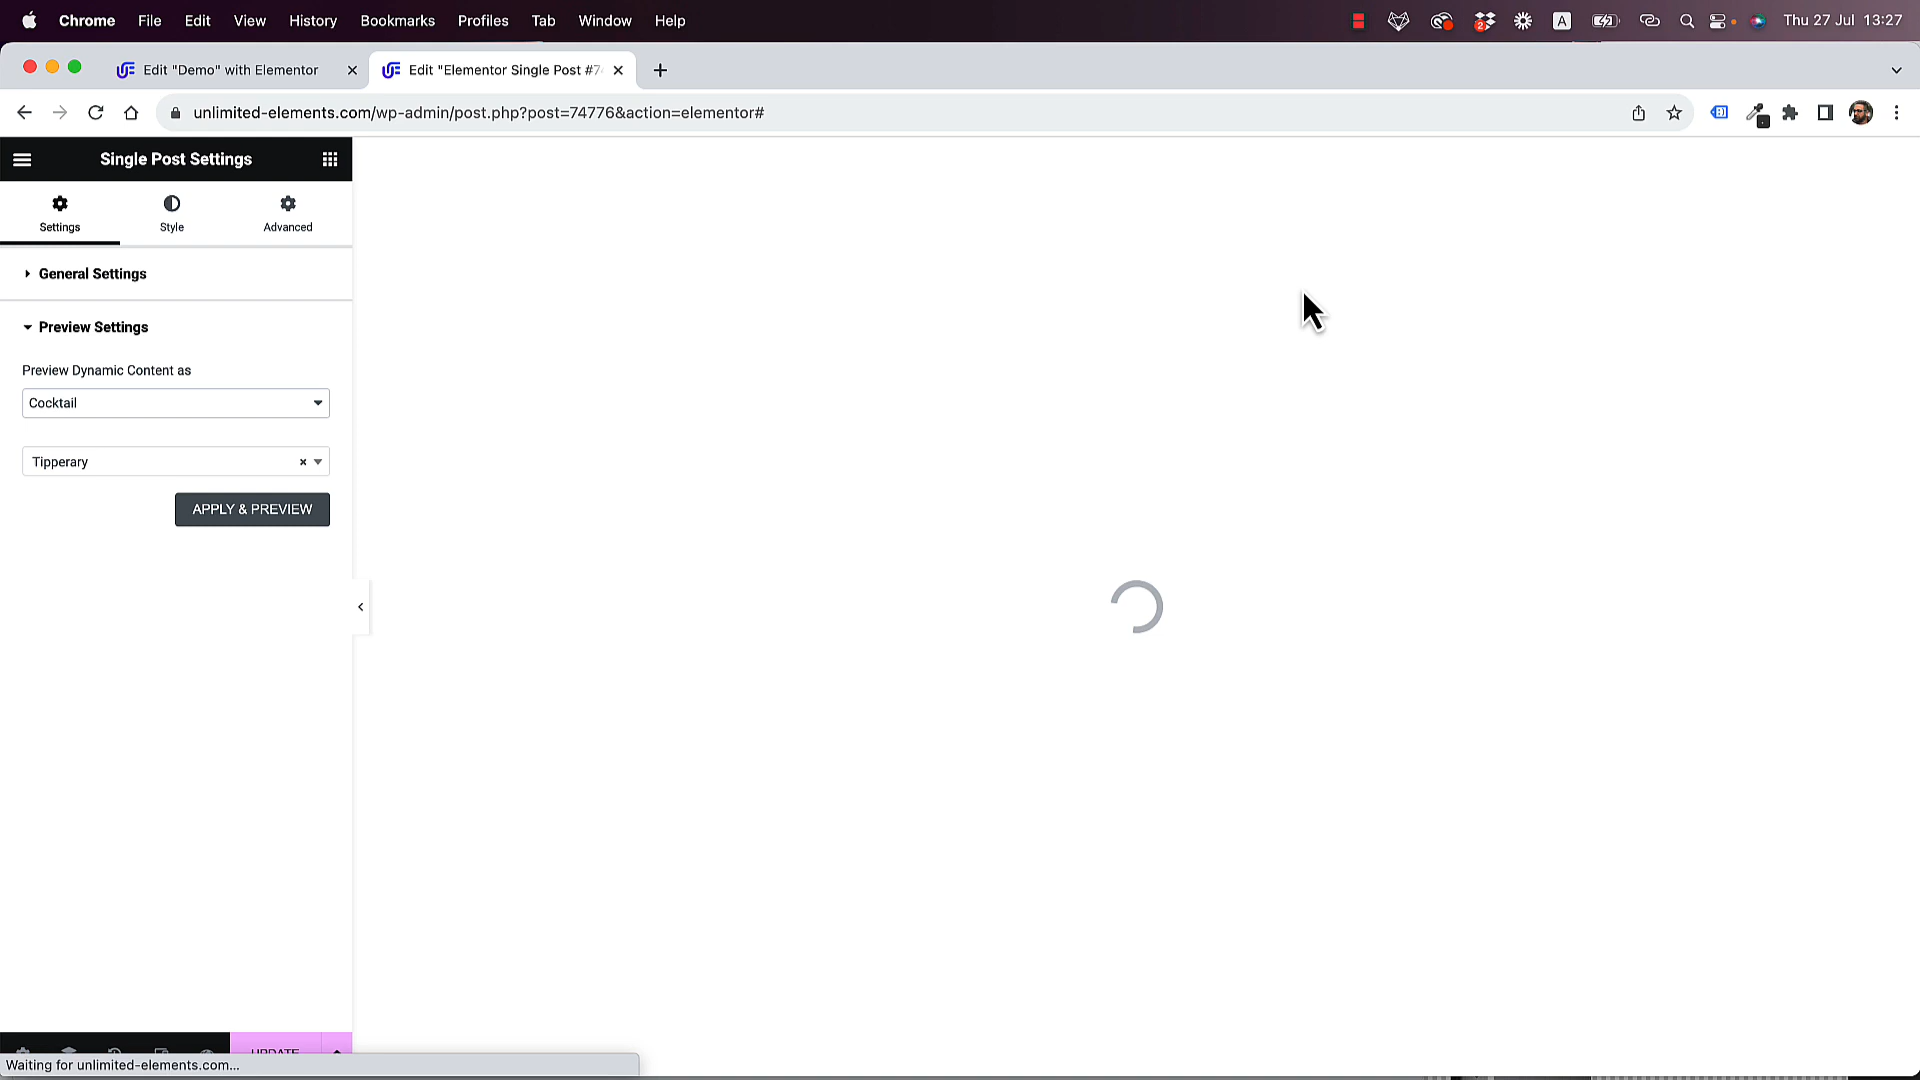 Chrome File Edit View History Bookmarks Profiles Tab Window Help 2 A Thu 27 Jul 13:27
Edit "Demo" with Elementor Edit "Elementor Single Post #7
unlimited-elements.com/wp-admin/post.php?post=74776&action=elementor#
Single Post Settings
Settings Style Advanced
General Settings
Preview Settings
Preview Dynamic Content as
Cocktail
Tipperary
APPLY & PREVIEW
UPDATE
Waiting for unlimited-elements.com...